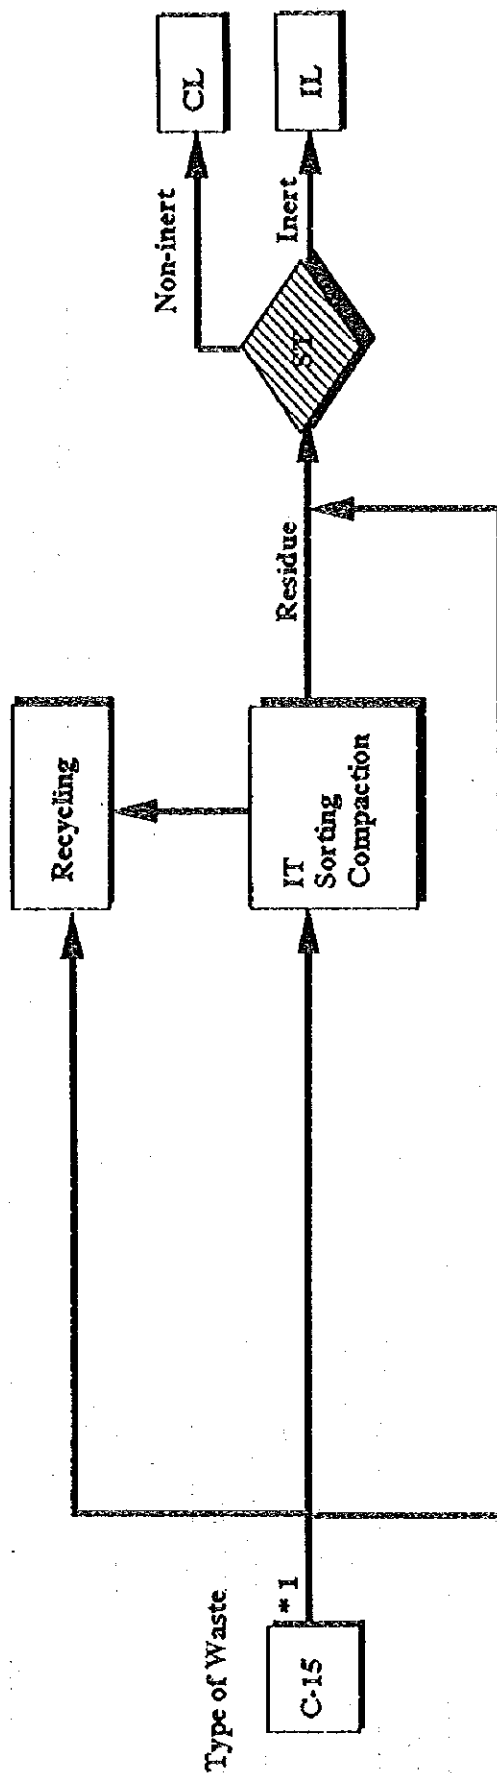 Type of Waste
C-15
* 1
Recycling
IT
Sorting
Compaction
Residue
ST
Non-inert
Inert
CL
IL